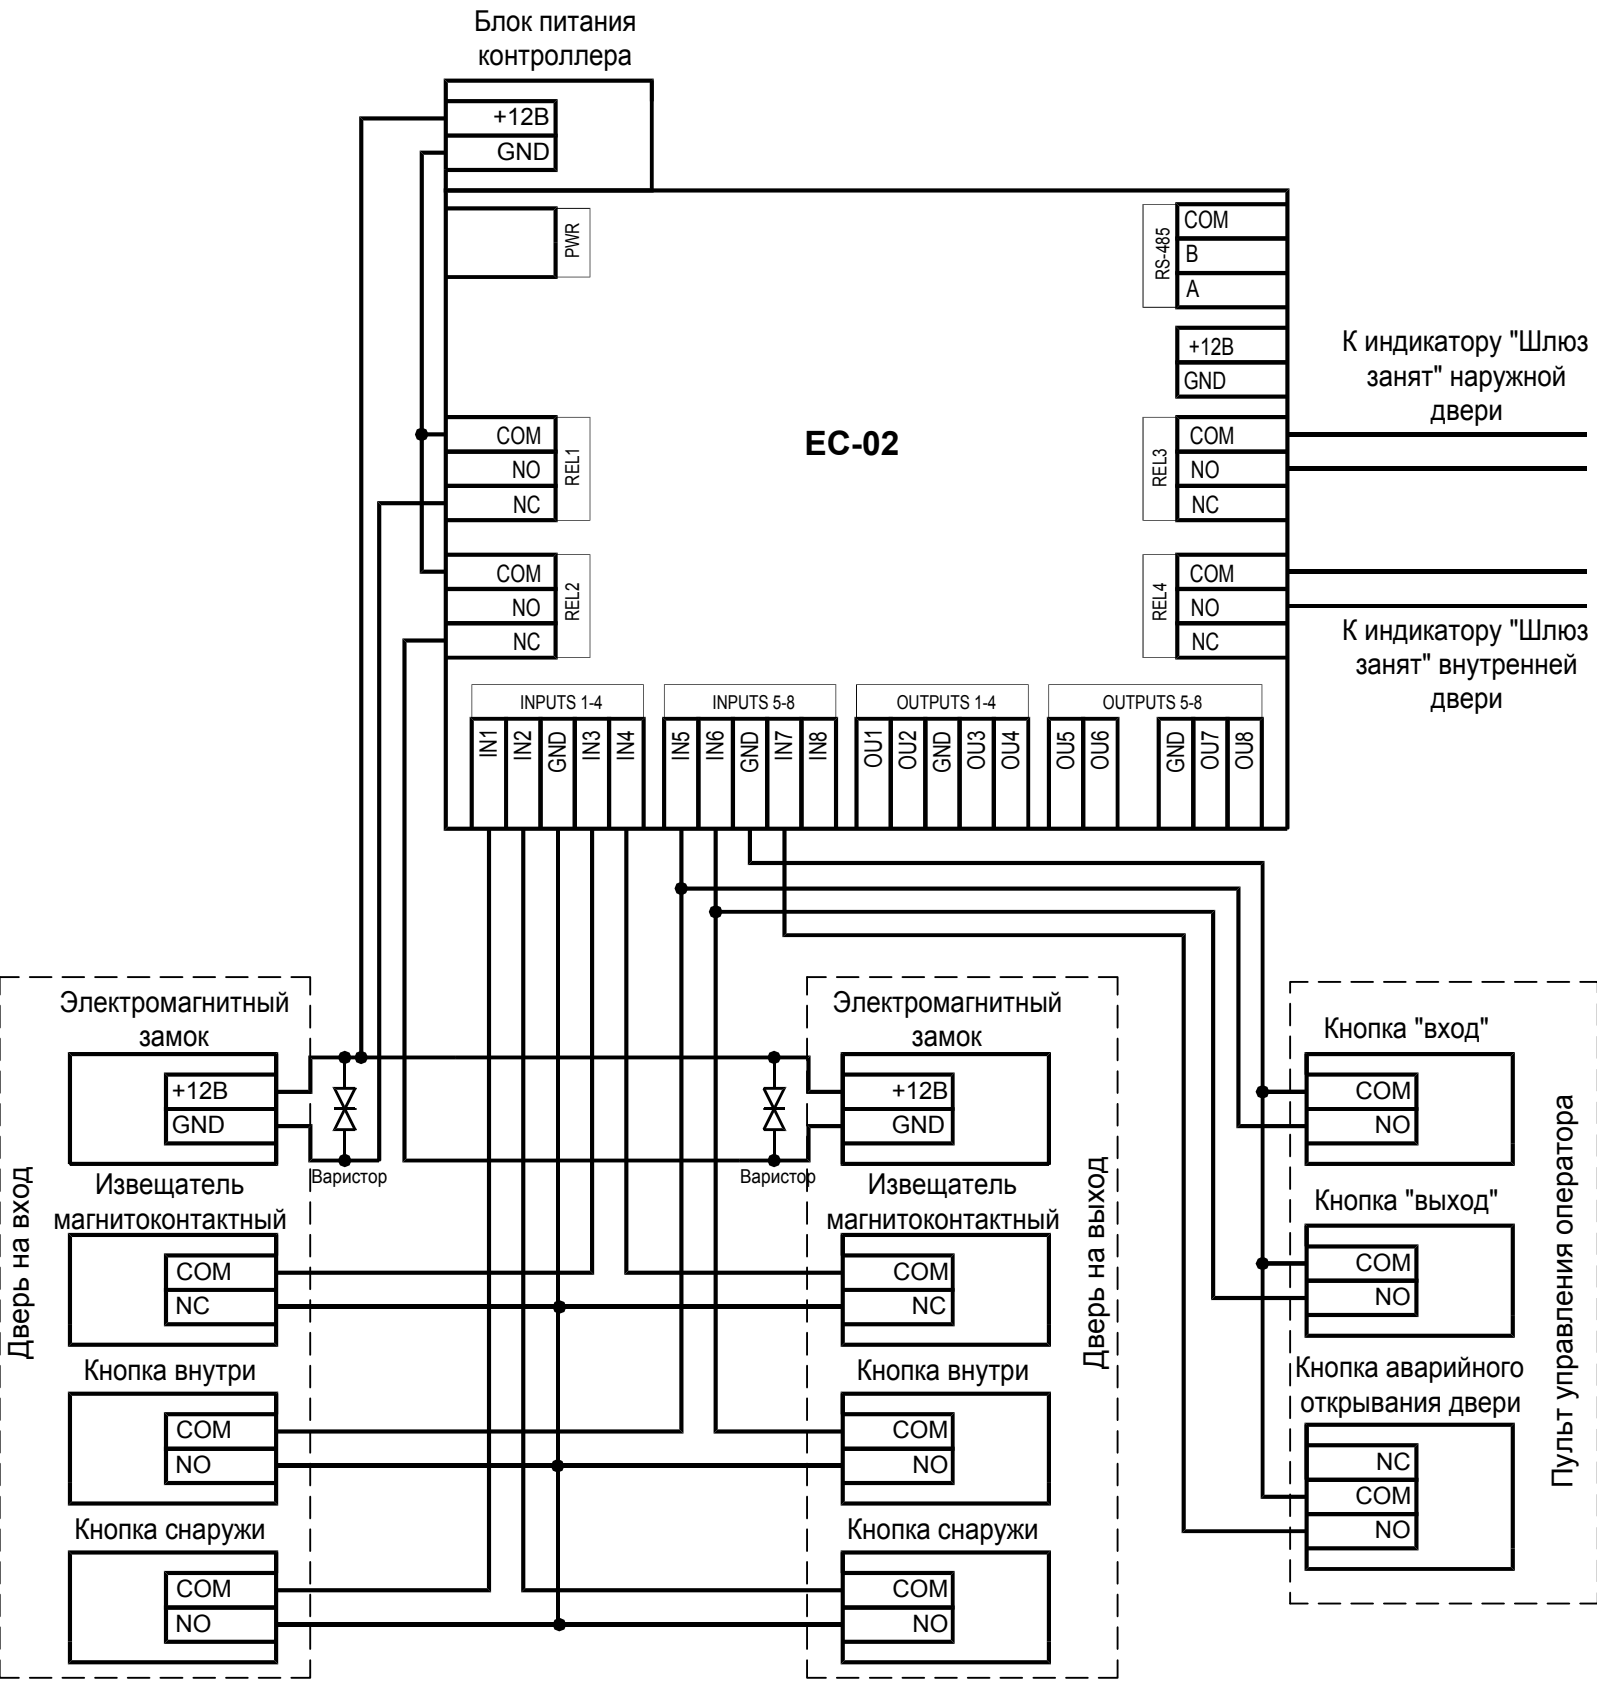 Блок питания
контроллера
+12В
GND
PWR
RS-485
COM
B
A
+12В
GND
К индикатору "Шлюз
занят" наружной
двери
EC-02
COM
NO
NC
REL1
REL3
COM
NO
NC
COM
NO
NC
REL2
REL4
COM
NO
NC
К индикатору "Шлюз
занят" внутренней
двери
INPUTS 1-4
INPUTS 5-8
OUTPUTS 1-4
OUTPUTS 5-8
IN1
IN2
GND
IN3
IN4
IN5
IN6
GND
IN7
IN8
OU1
OU2
GND
OU3
OU4
OU5
OU6
GND
OU7
OU8
Дверь на вход
Электромагнитный
замок
+12В
GND
Варистор
Извещатель
магнитоконтактный
COM
NC
Кнопка внутри
COM
NO
Кнопка снаружи
COM
NO
Дверь на выход
Электромагнитный
замок
+12В
GND
Варистор
Извещатель
магнитоконтактный
COM
NC
Кнопка внутри
COM
NO
Кнопка снаружи
COM
NO
Пульт управления оператора
Кнопка "вход"
COM
NO
Кнопка "выход"
COM
NO
Кнопка аварийного
открывания двери
NC
COM
NO